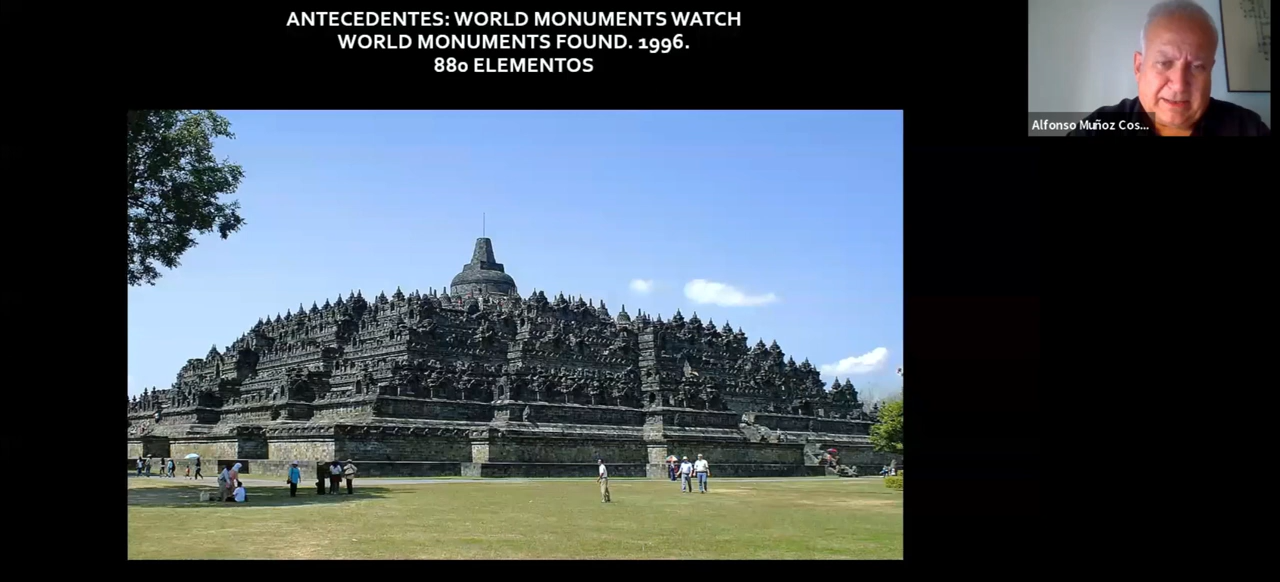 ANTECEDENTES: WORLD MONUMENTS WATCH
WORLD MONUMENTS FOUND. 1996.
880 ELEMENTOS
Alfonso Muñoz Cos...